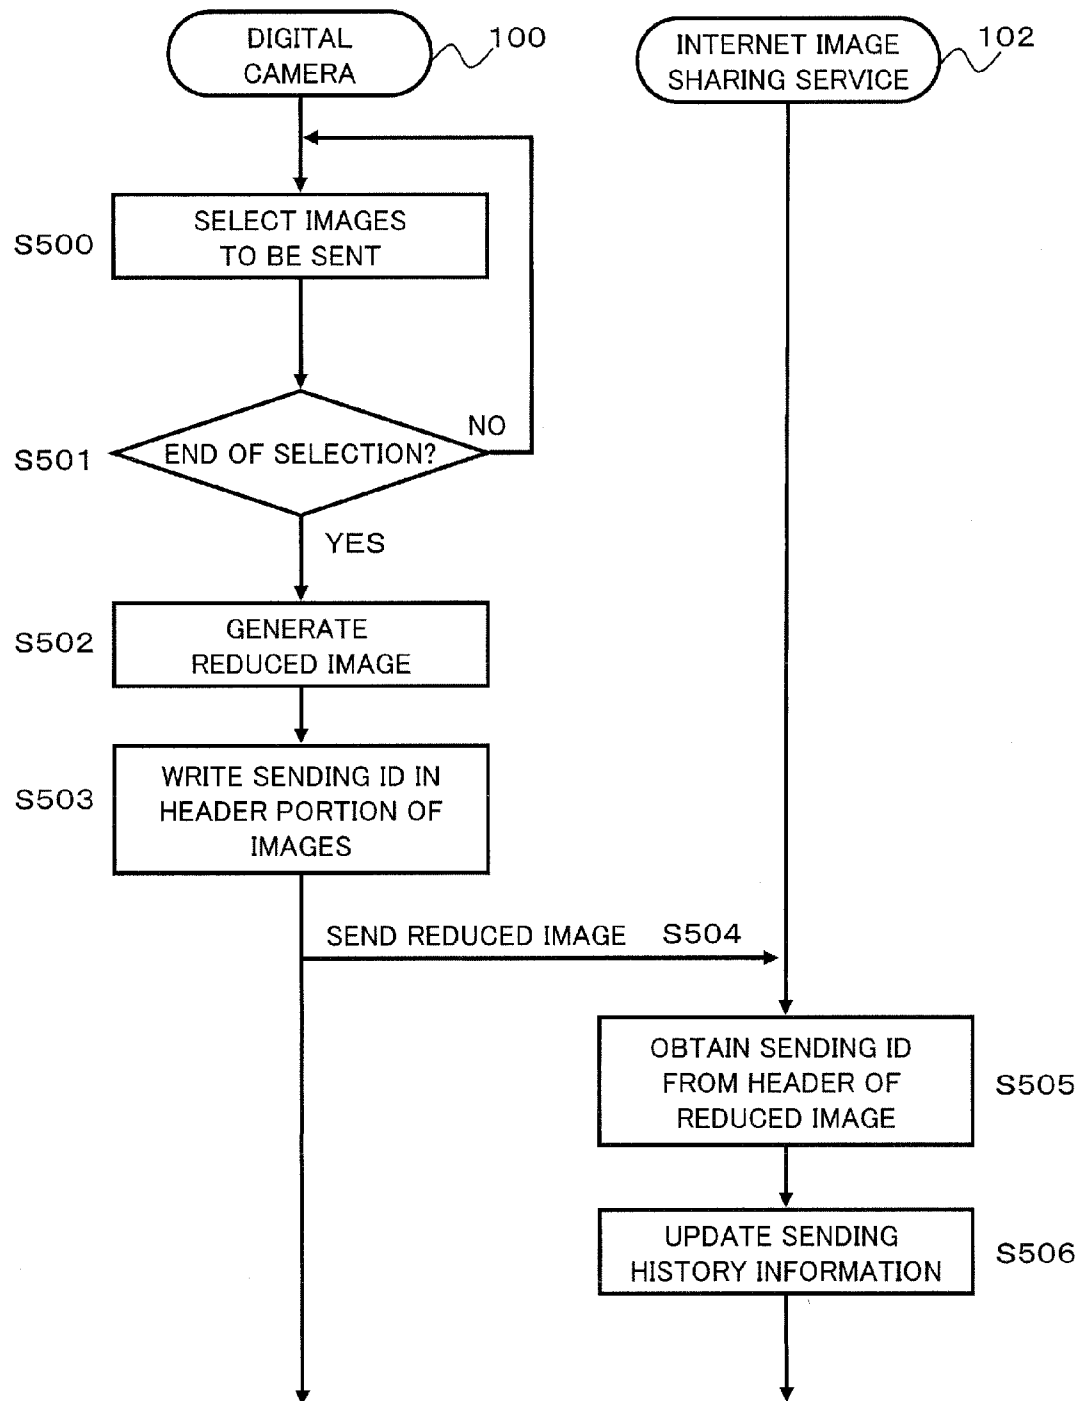 DIGITAL
CAMERA
100
INTERNET IMAGE
SHARING SERVICE
102
S500
SELECT IMAGES
TO BE SENT
S501
END OF SELECTION?
NO
YES
S502
GENERATE
REDUCED IMAGE
S503
WRITE SENDING ID IN
HEADER PORTION OF
IMAGES
SEND REDUCED IMAGE S504
OBTAIN SENDING ID
FROM HEADER OF
REDUCED IMAGE
S505
UPDATE SENDING
HISTORY INFORMATION
S506